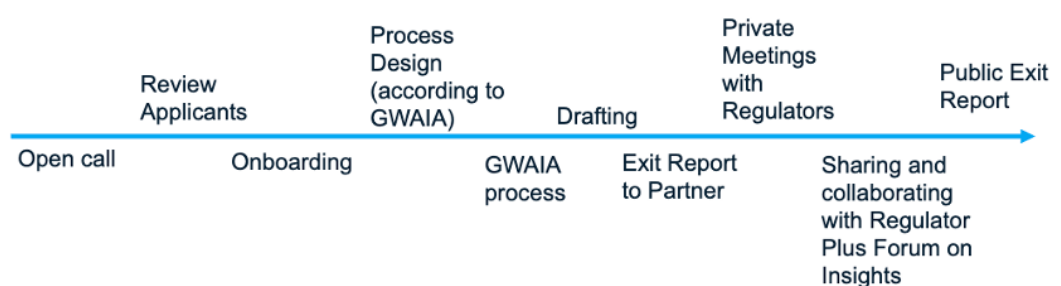 Open call
Review
Applicants
Onboarding
Process
Design
(according to
GWAIA)
GWAIA
process
Drafting
Exit Report
to Partner
Private
Meetings
with
Regulators
Sharing and
collaborating
with Regulator
Plus Forum on
Insights
Public Exit
Report